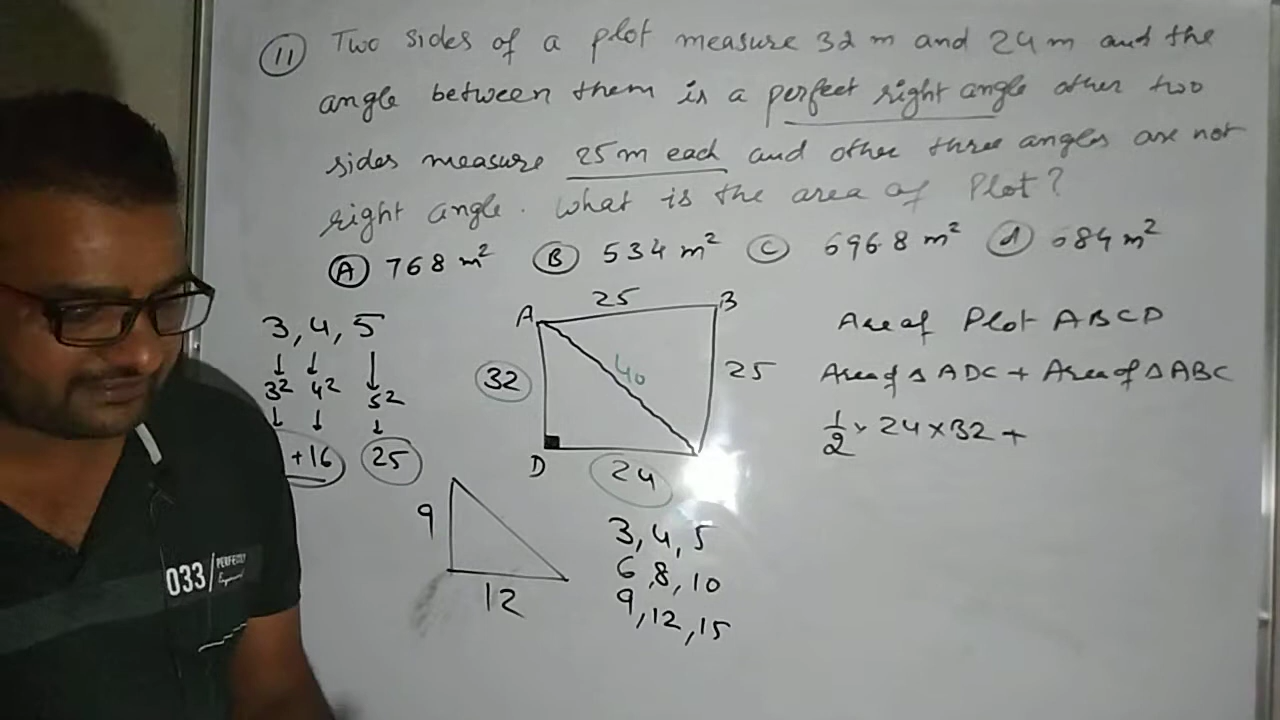 11 Two sides of a plot measure 32 m and 24 m and the
angle between them is a perfect right angle other two
sides measure 25 m each and other three angles are not
right angle. What is the area of Plot?
A 768 m² B 534 m² C 696.8 m² d 684 m²
3, 4, 5
3² 4² 5²
+16 25
A 25 B
32 40 25
D 24
Area of Plot ABCD
Area of Δ ADC + Area of Δ ABC
1/2 × 24 × 32 +
9
12
3, 4, 5
6, 8, 10
9, 12, 15
033/ PERFECTLY